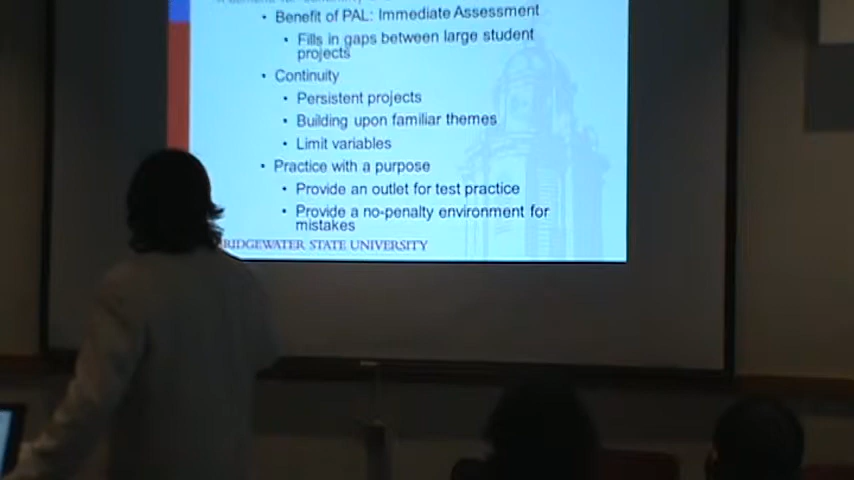 • Benefit of PAL: Immediate Assessment
• Fills in gaps between large student
projects
• Continuity
• Persistent projects
• Building upon familiar themes
• Limit variables
• Practice with a purpose
• Provide an outlet for test practice
• Provide a no-penalty environment for
mistakes
RIDGEWATER STATE UNIVERSITY